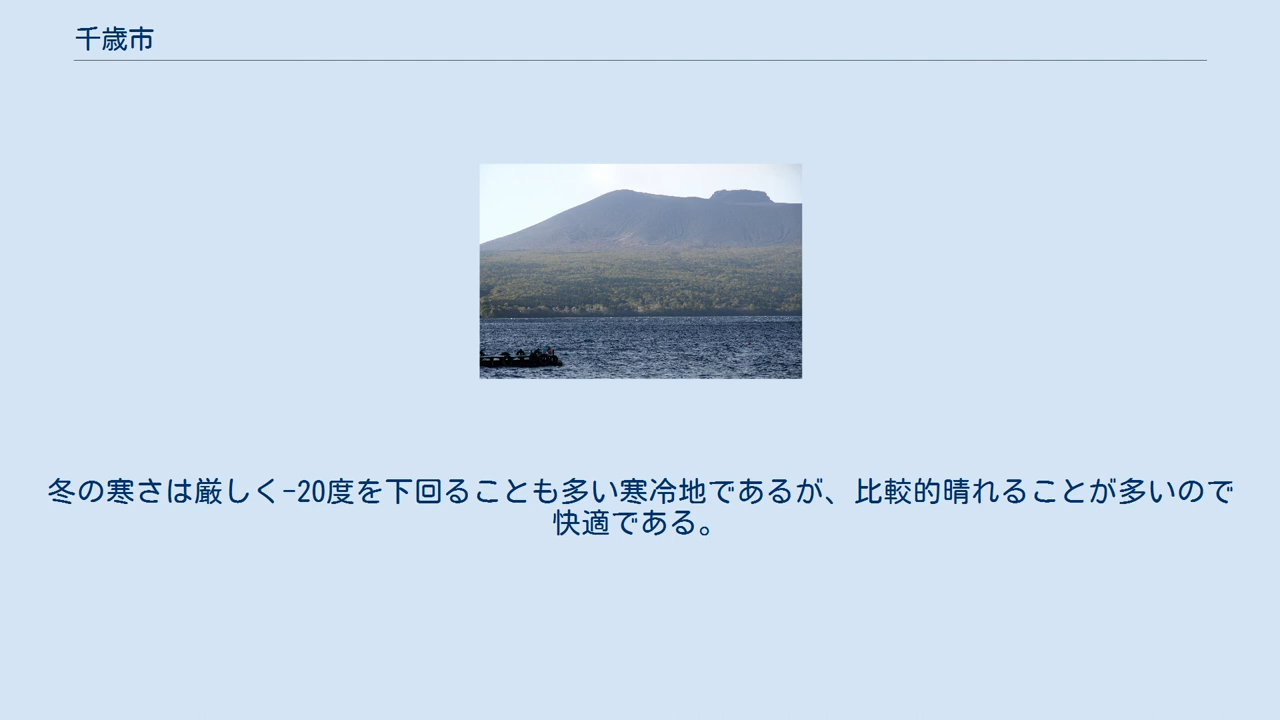 千歳市
冬の寒さは厳しく-20度を下回ることも多い寒冷地であるが、比較的晴れることが多いので
快適である。